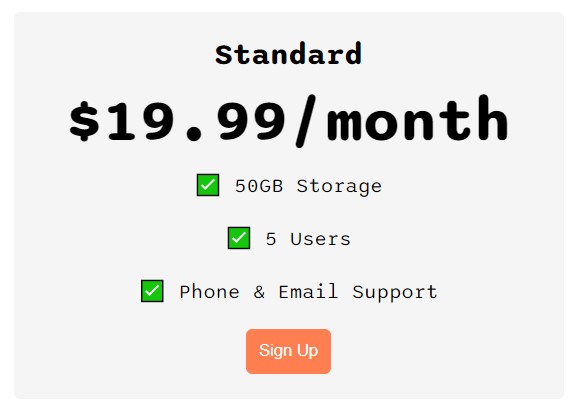 Standard
$19.99/month
✅ 50GB Storage
✅ 5 Users
✅ Phone & Email Support
Sign Up